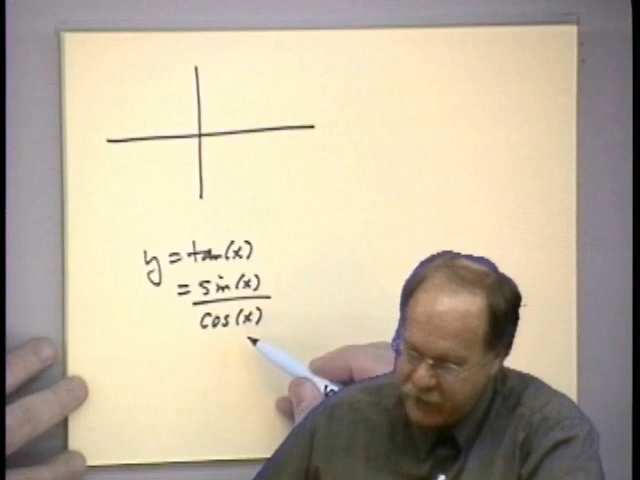 y = tan(x)
= sin(x)
cos(x)